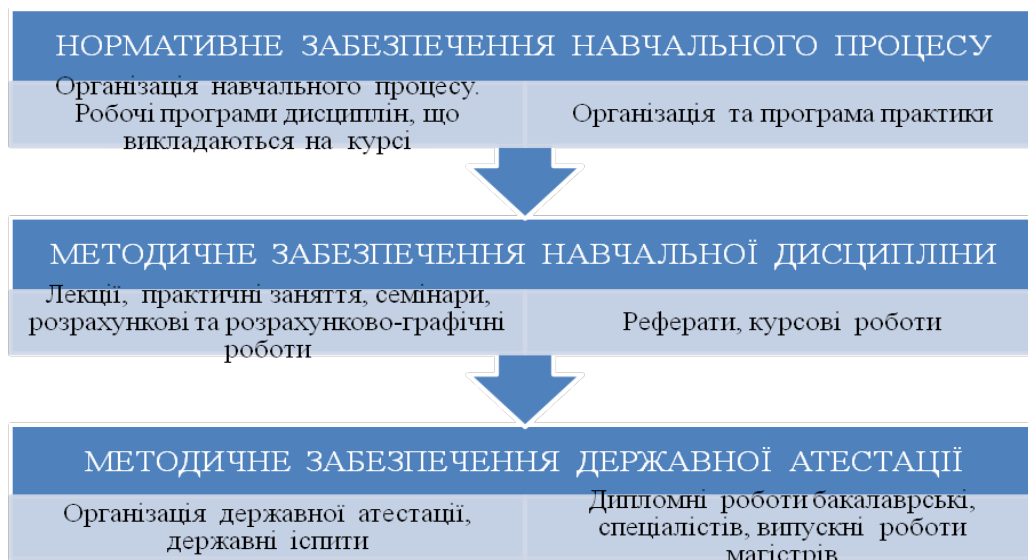 НОРМАТИВНЕ ЗАБЕЗПЕЧЕННЯ НАВЧАЛЬНОГО ПРОЦЕСУ
Організація навчального процесу.
Робочі програми дисциплін, що
викладаються на курсі
Організація та програма практики
МЕТОДИЧНЕ ЗАБЕЗПЕЧЕННЯ НАВЧАЛЬНОЇ ДИСЦИПЛІНИ
Лекції, практичні заняття, семінари,
розрахункові та розрахунково-графічні
роботи
Реферати, курсові роботи
МЕТОДИЧНЕ ЗАБЕЗПЕЧЕННЯ ДЕРЖАВНОЇ АТЕСТАЦІЇ
Організація державної атестації,
державні іспити
Дипломні роботи бакалаврські,
спеціалістів, випускні роботи
магістрів